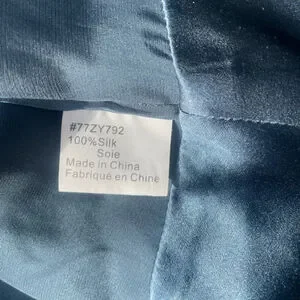 #77ZY792
100%Silk
Soie
Made in China
Fabriqué en Chine